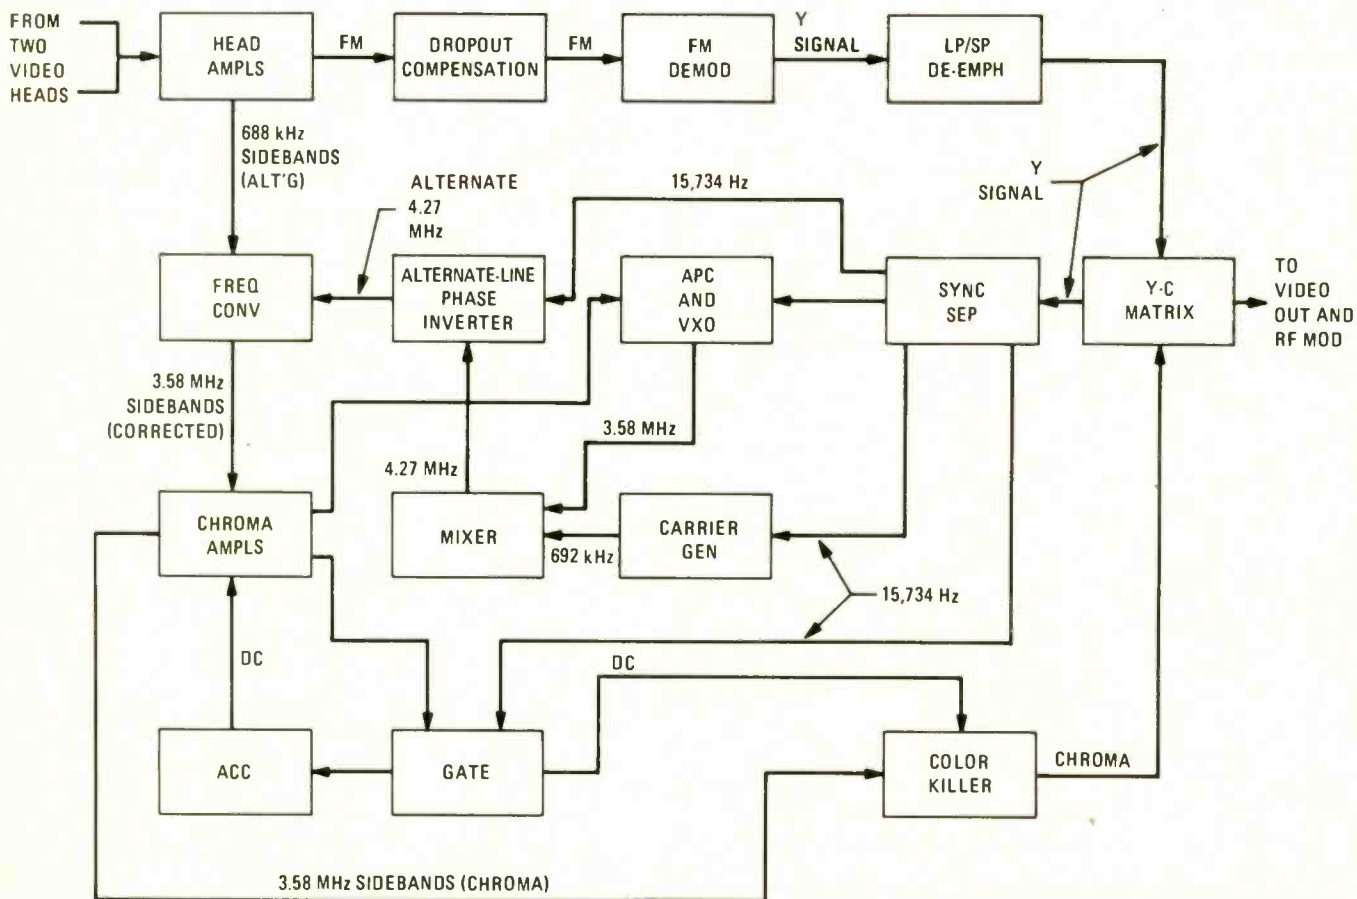 FROM
TWO
VIDEO
HEADS
HEAD
AMPLS
FM
DROPOUT
COMPENSATION
FM
FM
DEMOD
Y
SIGNAL
LP/SP
DE-EMPH
688 kHz
SIDEBANDS
(ALT'G)
ALTERNATE
4.27
MHz
15,734 Hz
Y
SIGNAL
FREQ
CONV
ALTERNATE-LINE
PHASE
INVERTER
APC
AND
VXO
SYNC
SEP
Y-C
MATRIX
TO
VIDEO
OUT AND
RF MOD
3.58 MHz
SIDEBANDS
(CORRECTED)
4.27 MHz
3.58 MHz
CHROMA
AMPLS
MIXER
692 kHz
CARRIER
GEN
15,734 Hz
DC
DC
ACC
GATE
COLOR
KILLER
CHROMA
3.58 MHz SIDEBANDS (CHROMA)